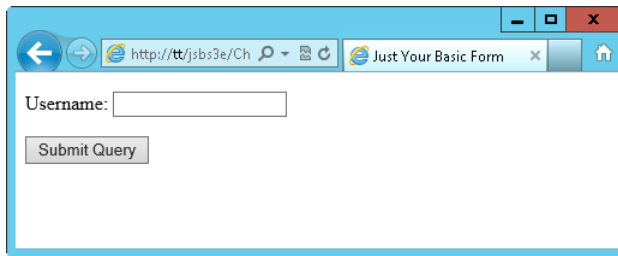 http://tt/jsbs3e/Ch
Just Your Basic Form
Username:
Submit Query